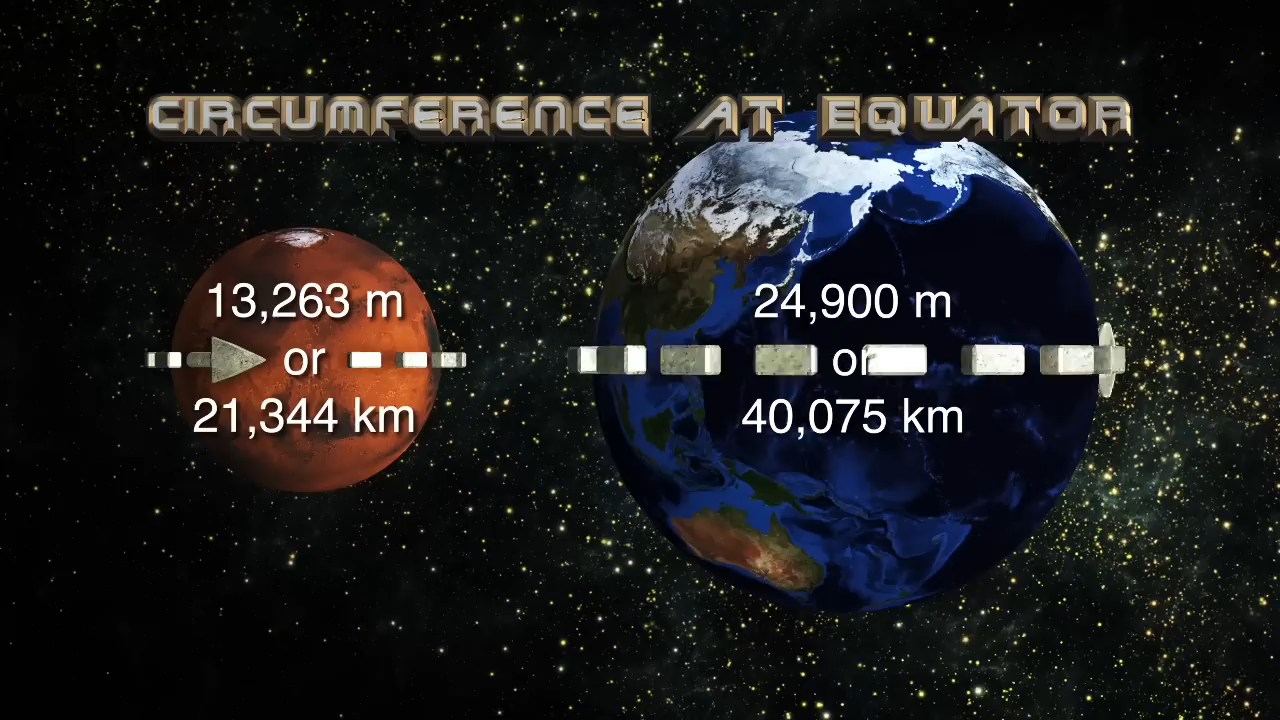 CIRCUMFERENCE AT EQUATOR
13,263 m
or
21,344 km
24,900 m
or
40,075 km